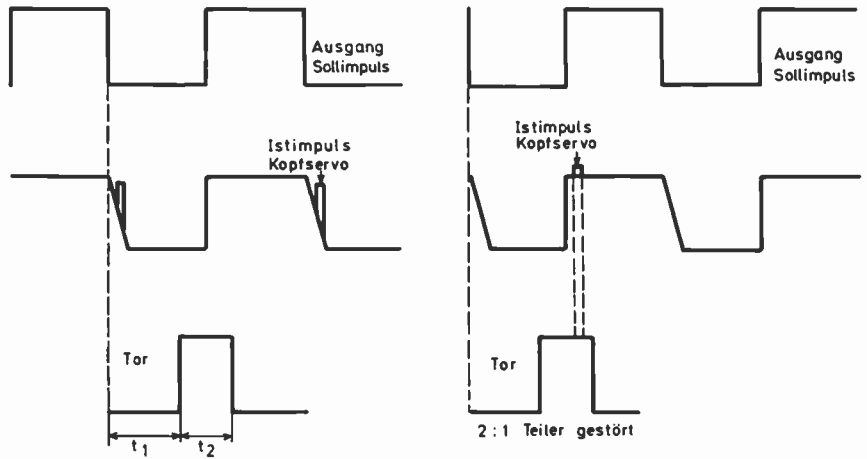 Ausgang
Sollimpuls
Istimpuls
Kopfservo
Tor
t1
t2
Ausgang
Sollimpuls
Istimpuls
Kopfservo
Tor
2 : 1 Teiler gestört